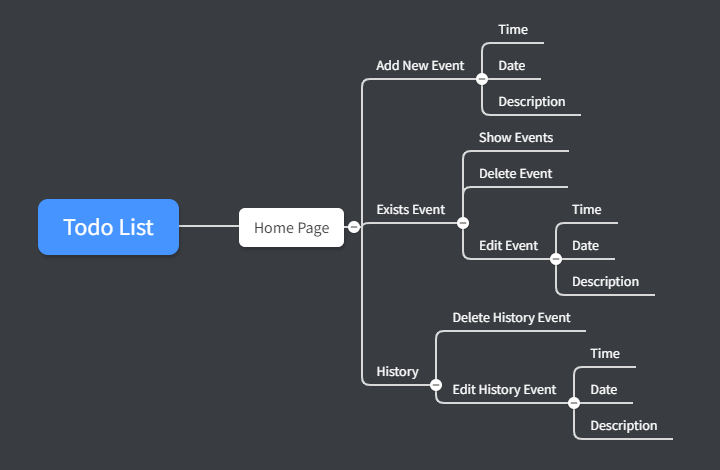 Todo List
Home Page
Add New Event
Time
Date
Description
Exists Event
Show Events
Delete Event
Edit Event
Time
Date
Description
History
Delete History Event
Edit History Event
Time
Date
Description